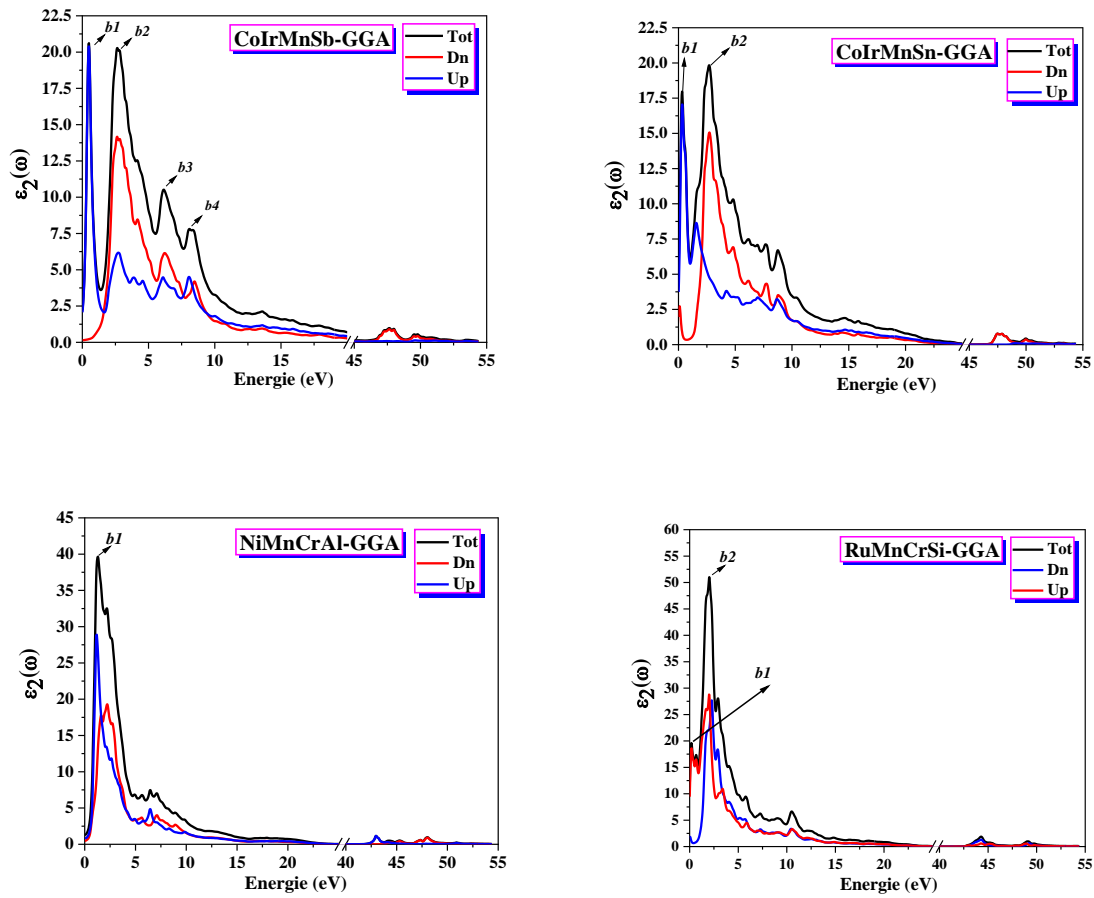 22.5
20.0
17.5
15.0
12.5
10.0
7.5
5.0
2.5
0.0
ε2(ω)
b1
b2
b3
b4
CoIrMnSb-GGA
Tot
Dn
Up
0 5 10 15 45 50 55
Energie (eV)
22.5
20.0
17.5
15.0
12.5
10.0
7.5
5.0
2.5
0.0
ε2(ω)
b1
b2
CoIrMnSn-GGA
Tot
Dn
Up
0 5 10 15 20 45 50 55
Energie (eV)
45
40
35
30
25
20
15
10
5
0
ε2(ω)
b1
NiMnCrAl-GGA
Tot
Dn
Up
0 5 10 15 20 40 45 50 55
Energie (eV)
60
55
50
45
40
35
30
25
20
15
10
5
0
ε2(ω)
b2
b1
RuMnCrSi-GGA
Tot
Dn
Up
0 5 10 15 20 40 45 50 55
Energie (eV)